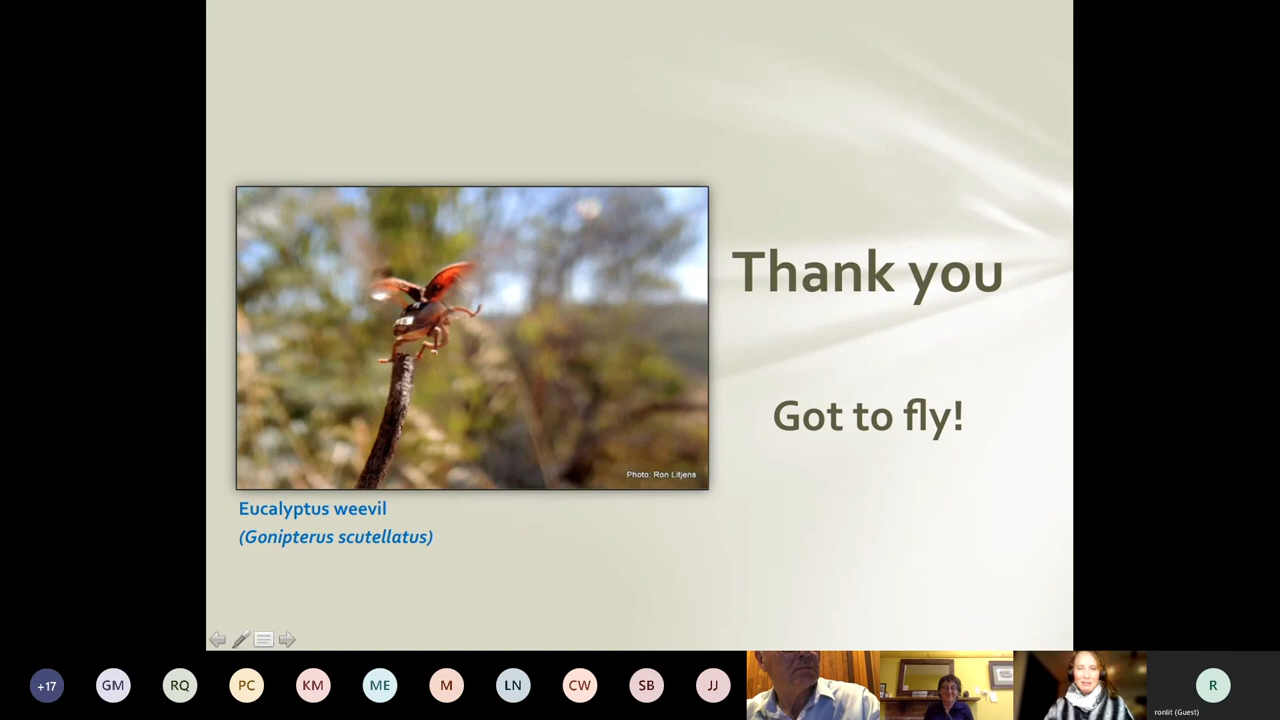 Thank you
Got to fly!
Photo: Ron Litjens
Eucalyptus weevil
(Gonipterus scutellatus)
+17
GM
RQ
PC
KM
ME
M
LN
CW
SB
JJ
R
ronlit (Guest)